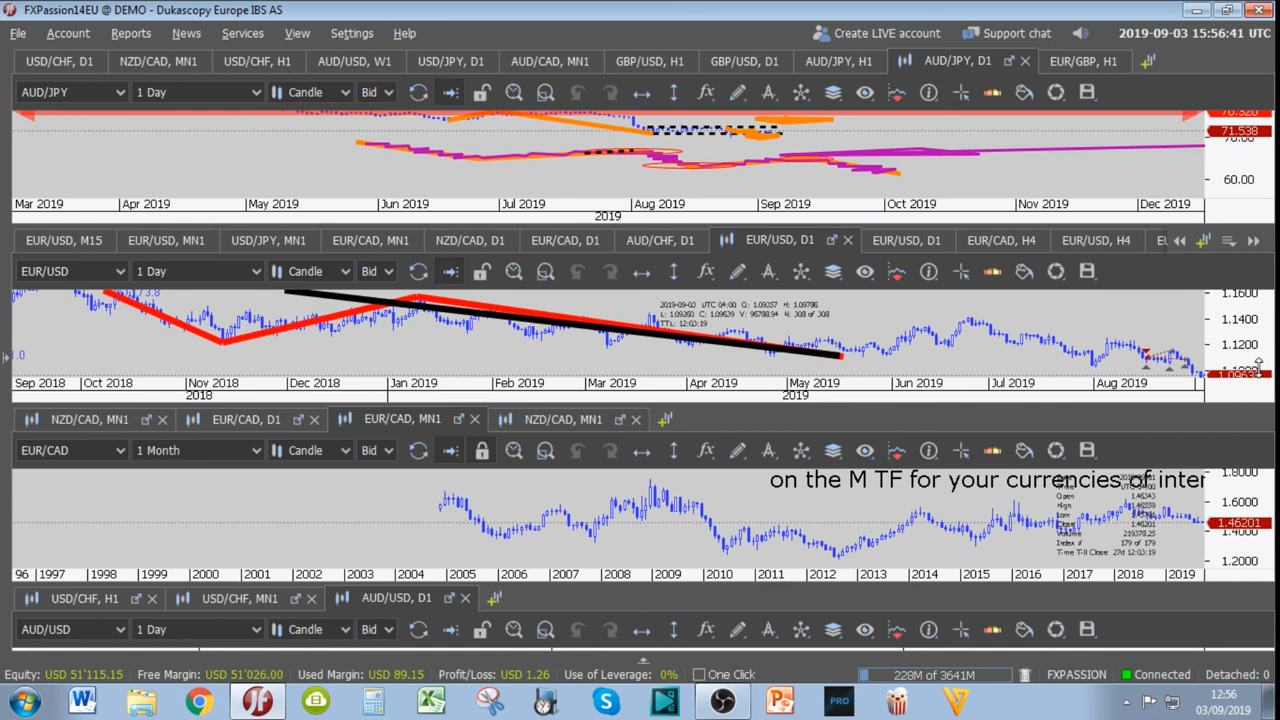 FXPassion14EU @ DEMO - Dukascopy Europe IBS AS
File Account Reports News Services View Settings Help Create LIVE account Support chat 2019-09-03 15:56:41 UTC
USD/CHF, D1 NZD/CAD, MN1 USD/CHF, H1 AUD/USD, W1 USD/JPY, D1 AUD/CAD, MN1 GBP/USD, H1 GBP/USD, D1 AUD/JPY, H1 AUD/JPY, D1 EUR/GBP, H1
AUD/JPY 1 Day Candle Bid
71.538
60.00
Mar 2019 Apr 2019 May 2019 Jun 2019 Jul 2019 Aug 2019 Sep 2019 Oct 2019 Nov 2019 Dec 2019
2019
EUR/USD, M15 EUR/USD, MN1 USD/JPY, MN1 EUR/CAD, MN1 NZD/CAD, D1 EUR/CAD, D1 AUD/CHF, D1 EUR/USD, D1 EUR/USD, D1 EUR/CAD, H4 EUR/USD, H4
EUR/USD 1 Day Candle Bid
1.1600
1.1400
1.1200
Sep 2018 Oct 2018 Nov 2018 Dec 2018 Jan 2019 Feb 2019 Mar 2019 Apr 2019 May 2019 Jun 2019 Jul 2019 Aug 2019
2018 2019
NZD/CAD, MN1 EUR/CAD, D1 EUR/CAD, MN1 NZD/CAD, MN1
EUR/CAD 1 Month Candle Bid
on the M TF for your currencies of inter
1.8000
1.6000
1.46201
1.4000
1.2000
96 1997 1998 1999 2000 2001 2002 2003 2004 2005 2006 2007 2008 2009 2010 2011 2012 2013 2014 2015 2016 2017 2018 2019
USD/CHF, H1 USD/CHF, MN1 AUD/USD, D1
AUD/USD 1 Day Candle Bid
Equity: USD 51'115.15 Free Margin: USD 51'026.00 Used Margin: USD 89.15 Profit/Loss: USD 1.26 Use of Leverage: 0% One Click 228M of 3641M FXPASSION Connected Detached: 0
PRO
12:56
03/09/2019